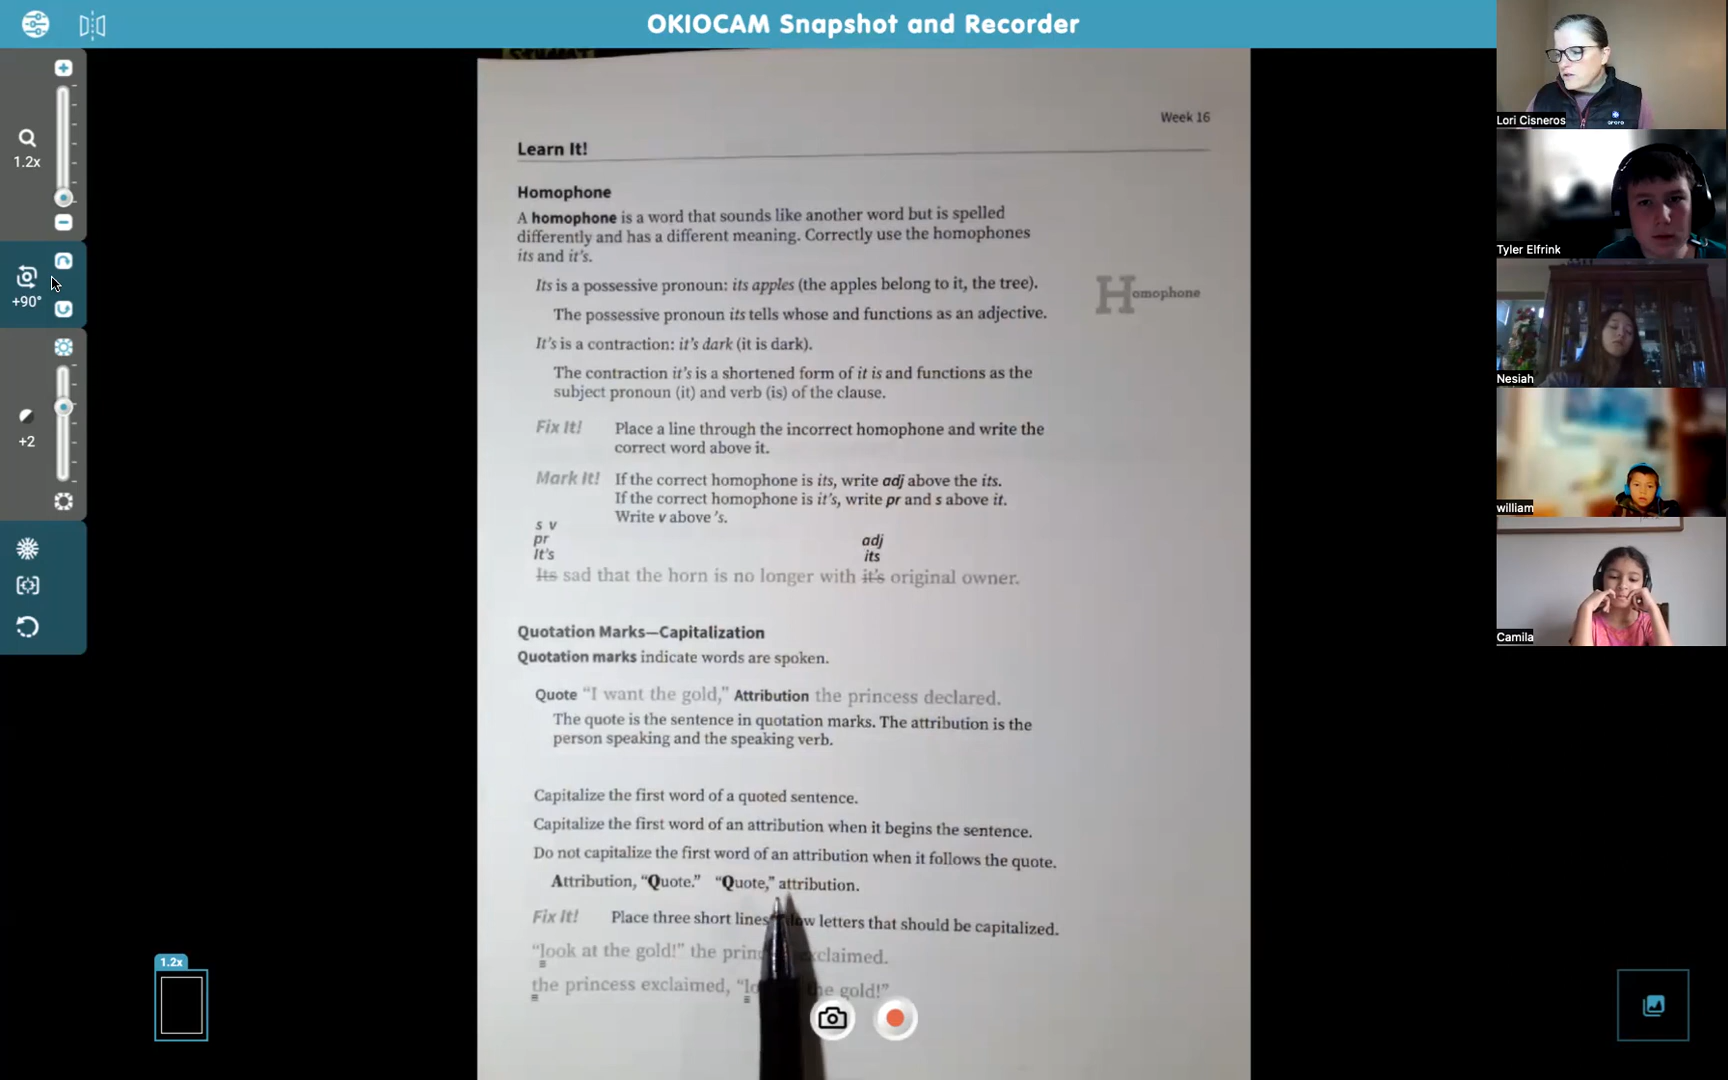 OKIOCAM Snapshot and Recorder
1.2x
+90°
+2
Week 16
Learn It!
Homophone
A homophone is a word that sounds like another word but is spelled
differently and has a different meaning. Correctly use the homophones
its and it's.
Its is a possessive pronoun: its apples (the apples belong to it, the tree).
The possessive pronoun its tells whose and functions as an adjective.
Homophone
It's is a contraction: it's dark (it is dark).
The contraction it's is a shortened form of it is and functions as the
subject pronoun (it) and verb (is) of the clause.
Fix It! Place a line through the incorrect homophone and write the
correct word above it.
Mark It! If the correct homophone is its, write adj above the its.
If the correct homophone is it's, write pr and s above it.
Write v above 's.
s v
pr adj
It's its
Its sad that the horn is no longer with it's original owner.
Quotation Marks—Capitalization
Quotation marks indicate words are spoken.
Quote "I want the gold," Attribution the princess declared.
The quote is the sentence in quotation marks. The attribution is the
person speaking and the speaking verb.
Capitalize the first word of a quoted sentence.
Capitalize the first word of an attribution when it begins the sentence.
Do not capitalize the first word of an attribution when it follows the quote.
Attribution, "Quote." "Quote," attribution.
Fix It! Place three short lines letters that should be capitalized.
"look at the gold!" the
the princess exclaimed, the gold!"
1.2x
Lori Cisneros
Tyler Elfrink
Nesiah
william
Camila